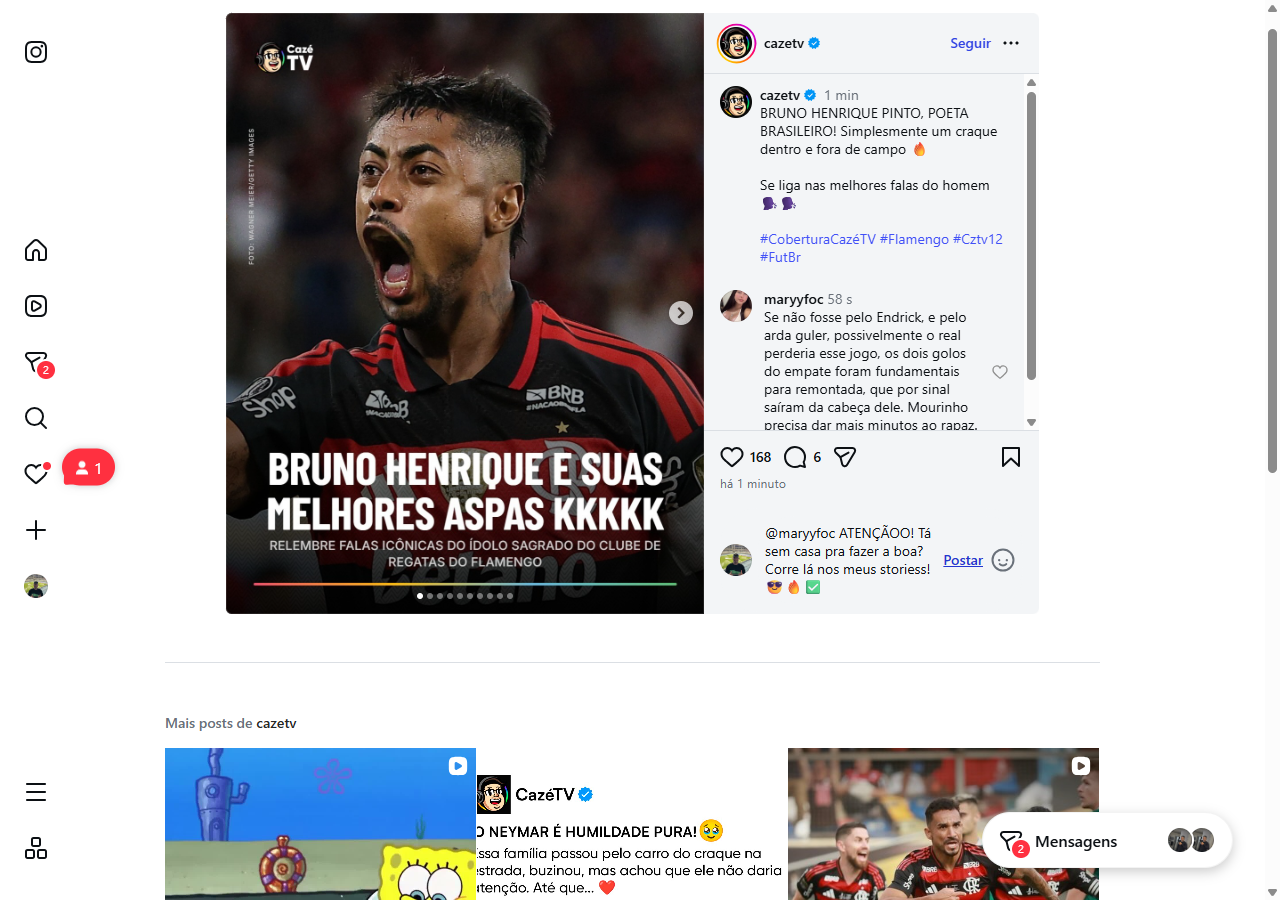 Cazé
TV
FOTO: WAGNER MEIER/GETTY IMAGES
Shop
BRB
#NACAOBRBFLA
BRUNO HENRIQUE E SUAS
MELHORES ASPAS KKKKK
RELEMBRE FALAS ICÔNICAS DO ÍDOLO SAGRADO DO CLUBE DE
REGATAS DO FLAMENGO
betano
cazetv
Seguir
cazetv 1 min
BRUNO HENRIQUE PINTO, POETA
BRASILEIRO! Simplesmente um craque
dentro e fora de campo 🔥
Se liga nas melhores falas do homem
🗣️🗣️
#CoberturaCazéTV #Flamengo #Cztv12
#FutBr
maryyfoc 58 s
Se não fosse pelo Endrick, e pelo
arda guler, possivelmente o real
perderia esse jogo, os dois golos
do empate foram fundamentais
para remontada, que por sinal
saíram da cabeça dele. Mourinho
precisa dar mais minutos ao rapaz.
168 6
há 1 minuto
@maryyfoc ATENÇÃOO! Tá
sem casa pra fazer a boa?
Corre lá nos meus storiess!
😎🔥✅
Postar
2
1
Mais posts de cazetv
CazéTV
O NEYMAR É HUMILDADE PURA! 🥹
Essa família passou pelo carro do craque na
estrada, buzinou, mas achou que ele não daria
atenção. Até que... ❤️
2
Mensagens